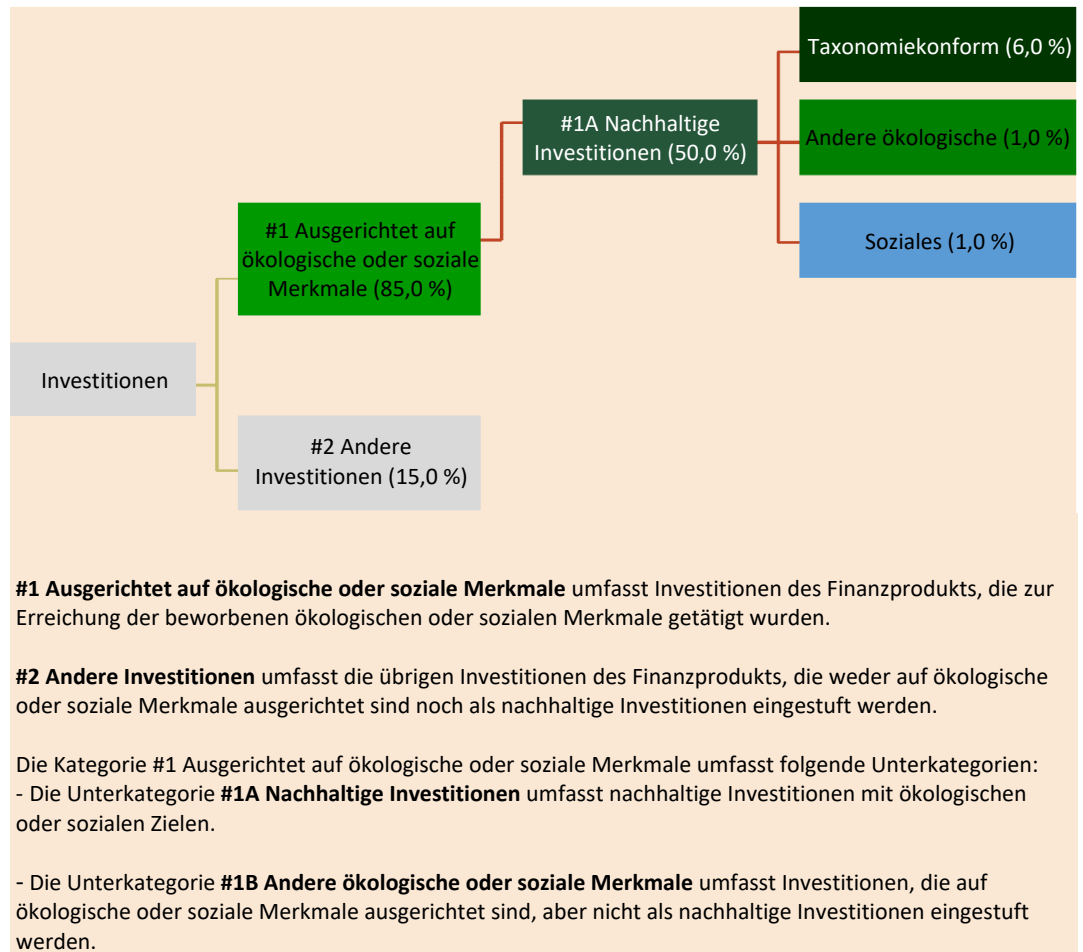 Taxonomiekonform (6,0 %)
#1A Nachhaltige
Investitionen (50,0 %)
Andere ökologische (1,0 %)
#1 Ausgerichtet auf
ökologische oder soziale
Merkmale (85,0 %)
Soziales (1,0 %)
Investitionen
#2 Andere
Investitionen (15,0 %)
#1 Ausgerichtet auf ökologische oder soziale Merkmale umfasst Investitionen des Finanzprodukts, die zur
Erreichung der beworbenen ökologischen oder sozialen Merkmale getätigt wurden.
#2 Andere Investitionen umfasst die übrigen Investitionen des Finanzprodukts, die weder auf ökologische
oder soziale Merkmale ausgerichtet sind noch als nachhaltige Investitionen eingestuft werden.
Die Kategorie #1 Ausgerichtet auf ökologische oder soziale Merkmale umfasst folgende Unterkategorien:
- Die Unterkategorie #1A Nachhaltige Investitionen umfasst nachhaltige Investitionen mit ökologischen
oder sozialen Zielen.
- Die Unterkategorie #1B Andere ökologische oder soziale Merkmale umfasst Investitionen, die auf
ökologische oder soziale Merkmale ausgerichtet sind, aber nicht als nachhaltige Investitionen eingestuft
werden.